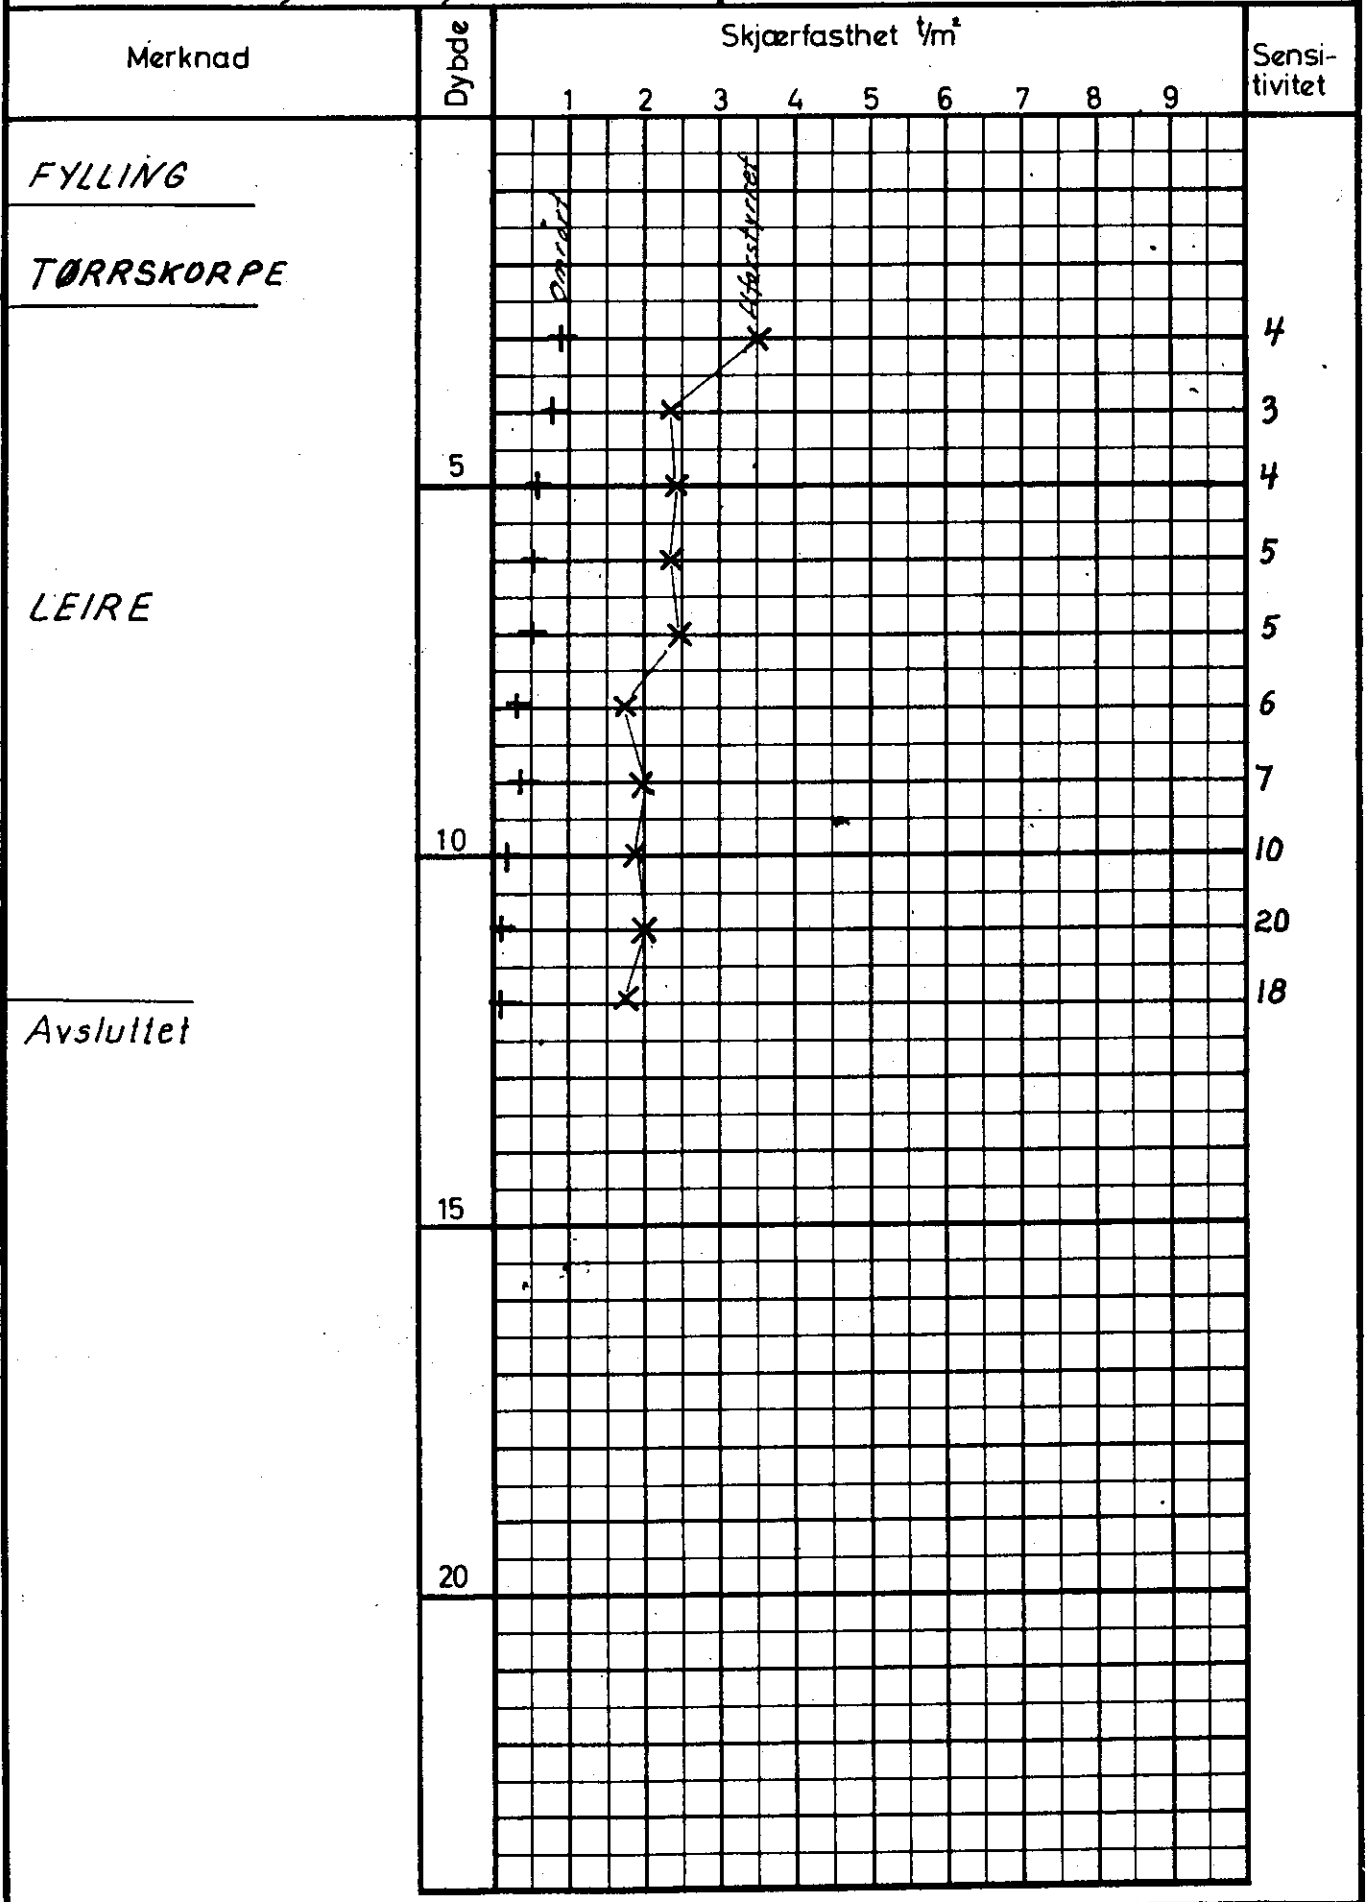 Merknad
Dybde
Skjærfasthet t/m²
Sensi-
tivitet
1 2 3 4 5 6 7 8 9
FYLLING
TØRRSKORPE
Omrørt
Uforstyrret
4
3
5
4
5
LEIRE
5
6
7
10
10
20
18
Avsluttet
15
20